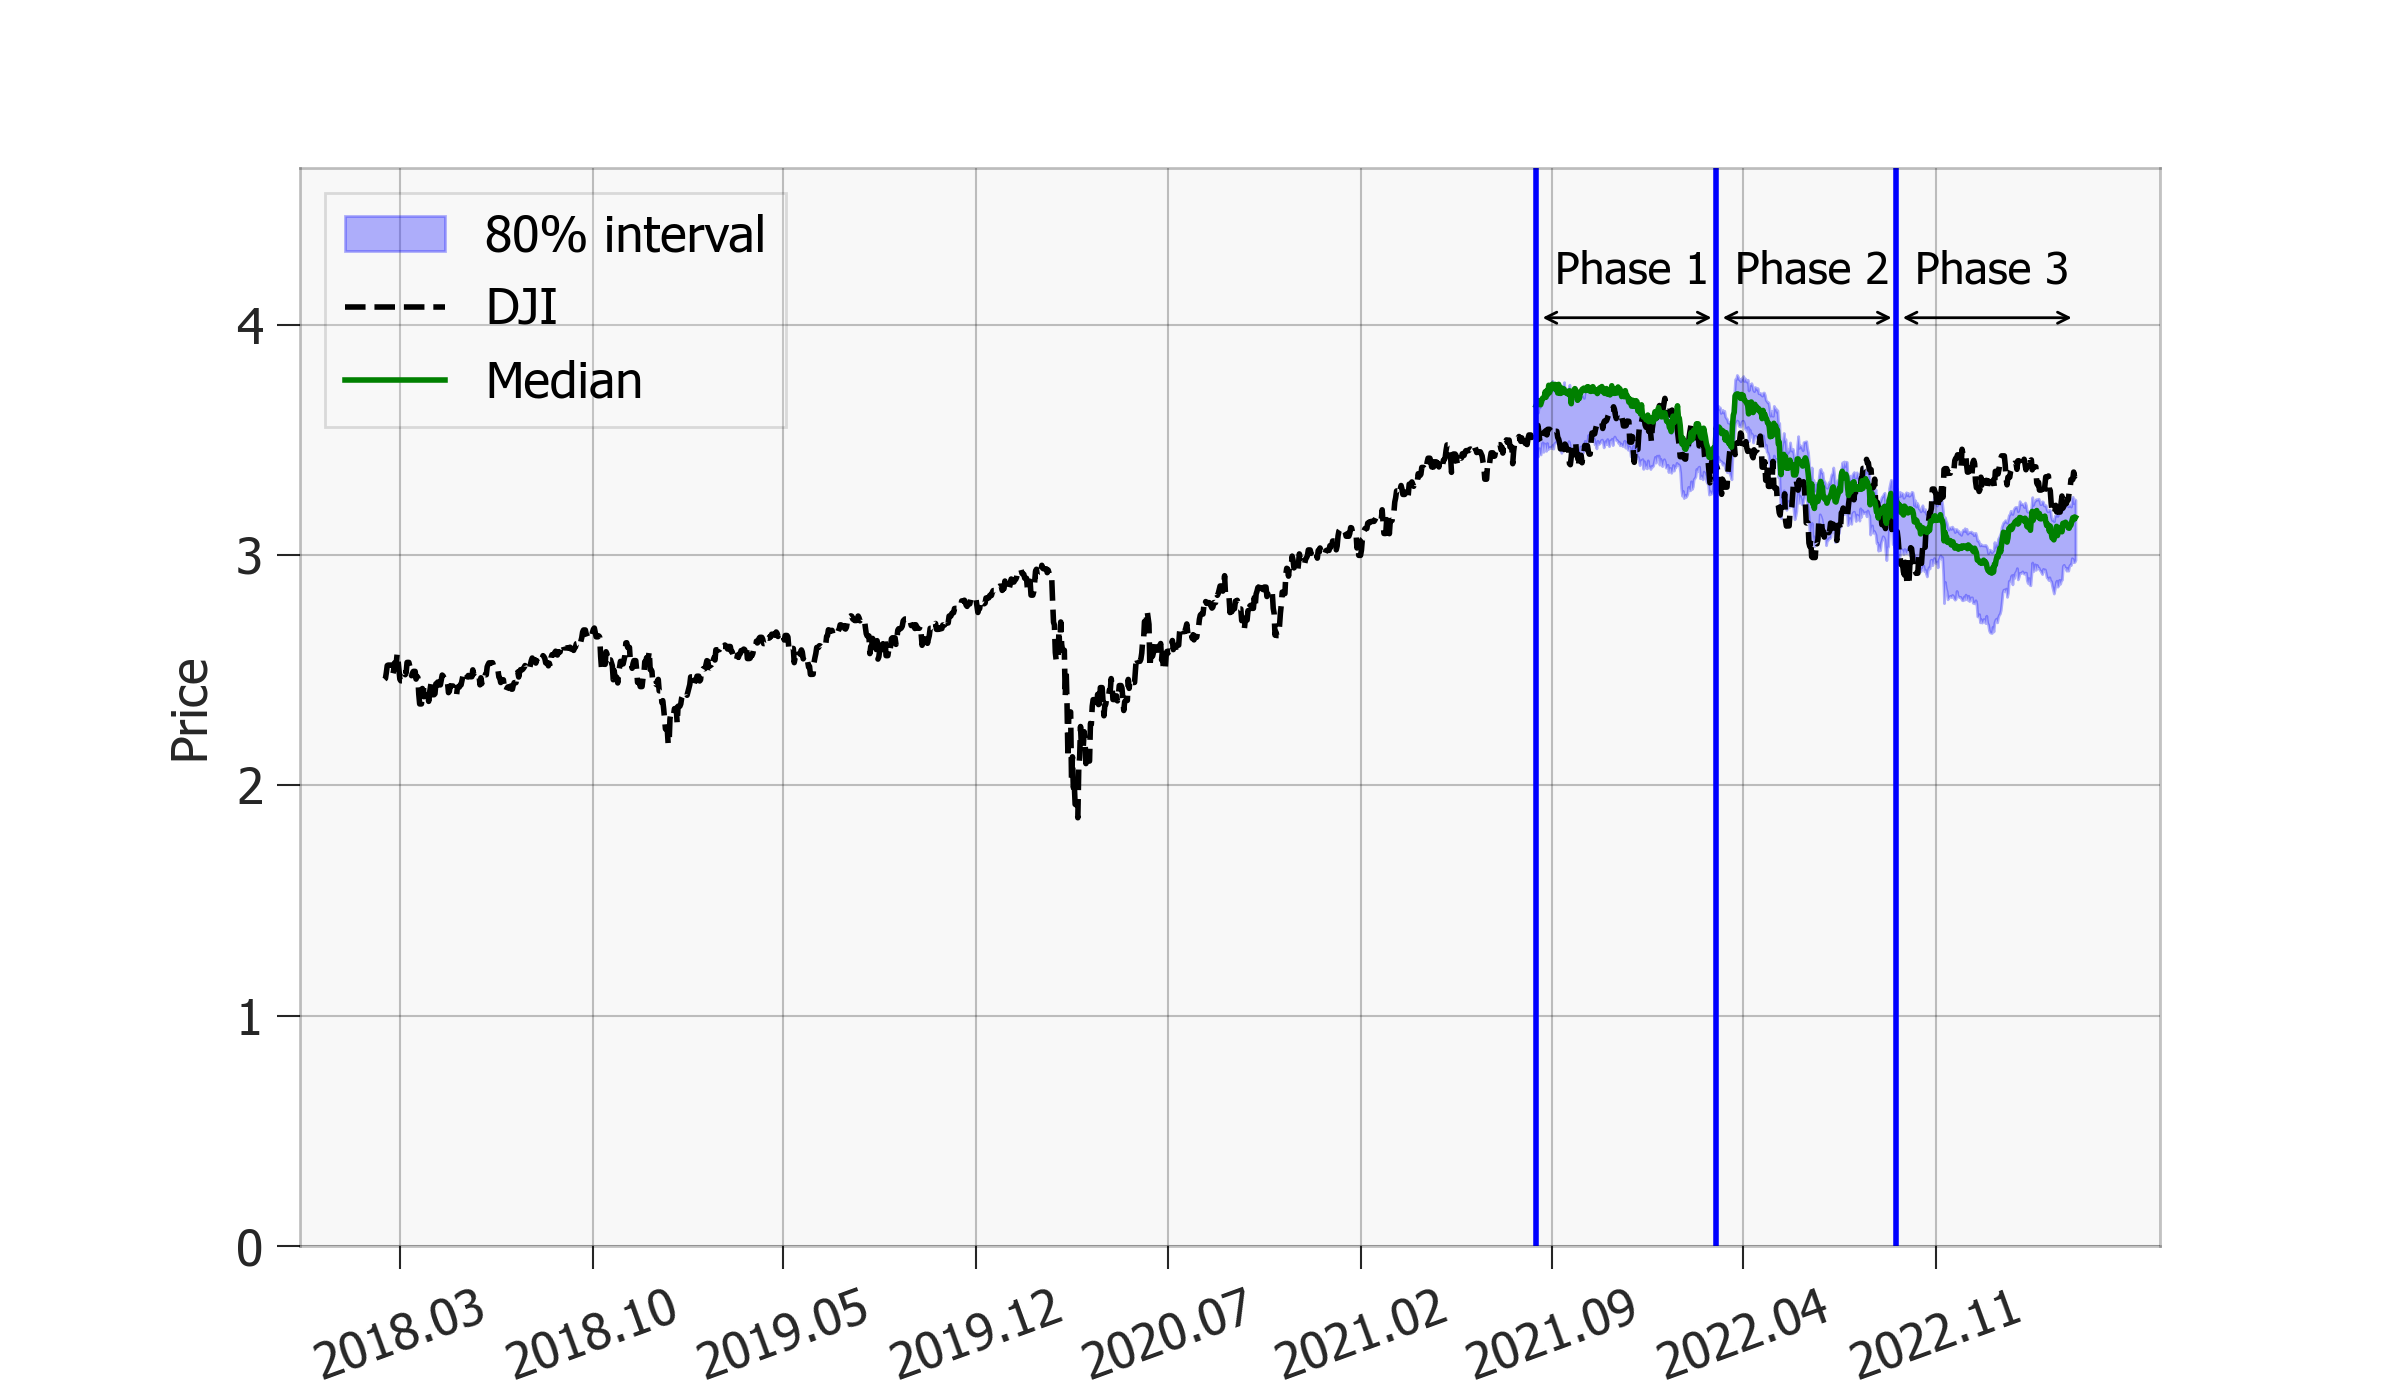 80% interval
DJI
Median
Phase 1
Phase 2
Phase 3
Price
4
3
2
1
0
2018.03
2018.10
2019.05
2019.12
2020.07
2021.02
2021.09
2022.04
2022.11